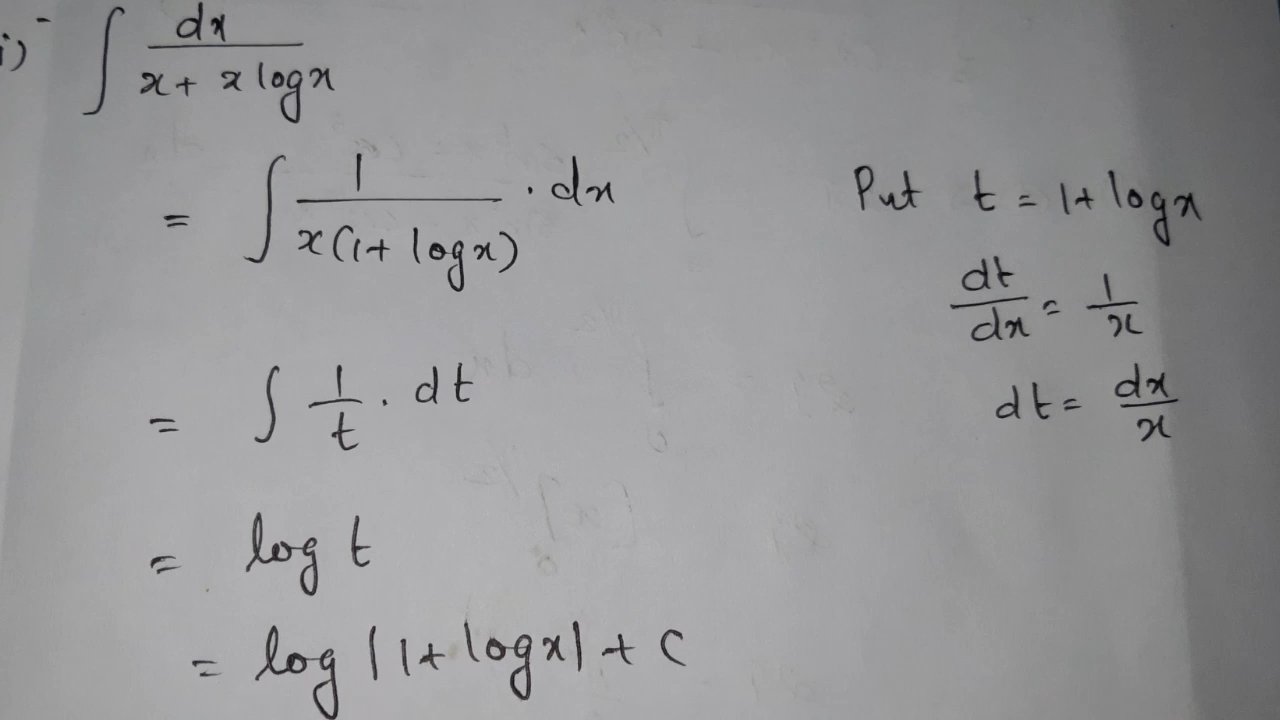 i) ∫ dx / (x + x log x)
= ∫ 1 / (x(1 + log x)) · dx
Put t = 1 + log x
dt/dx = 1/x
= ∫ 1/t . dt
dt = dx/x
= log t
= log |1 + log x| + c